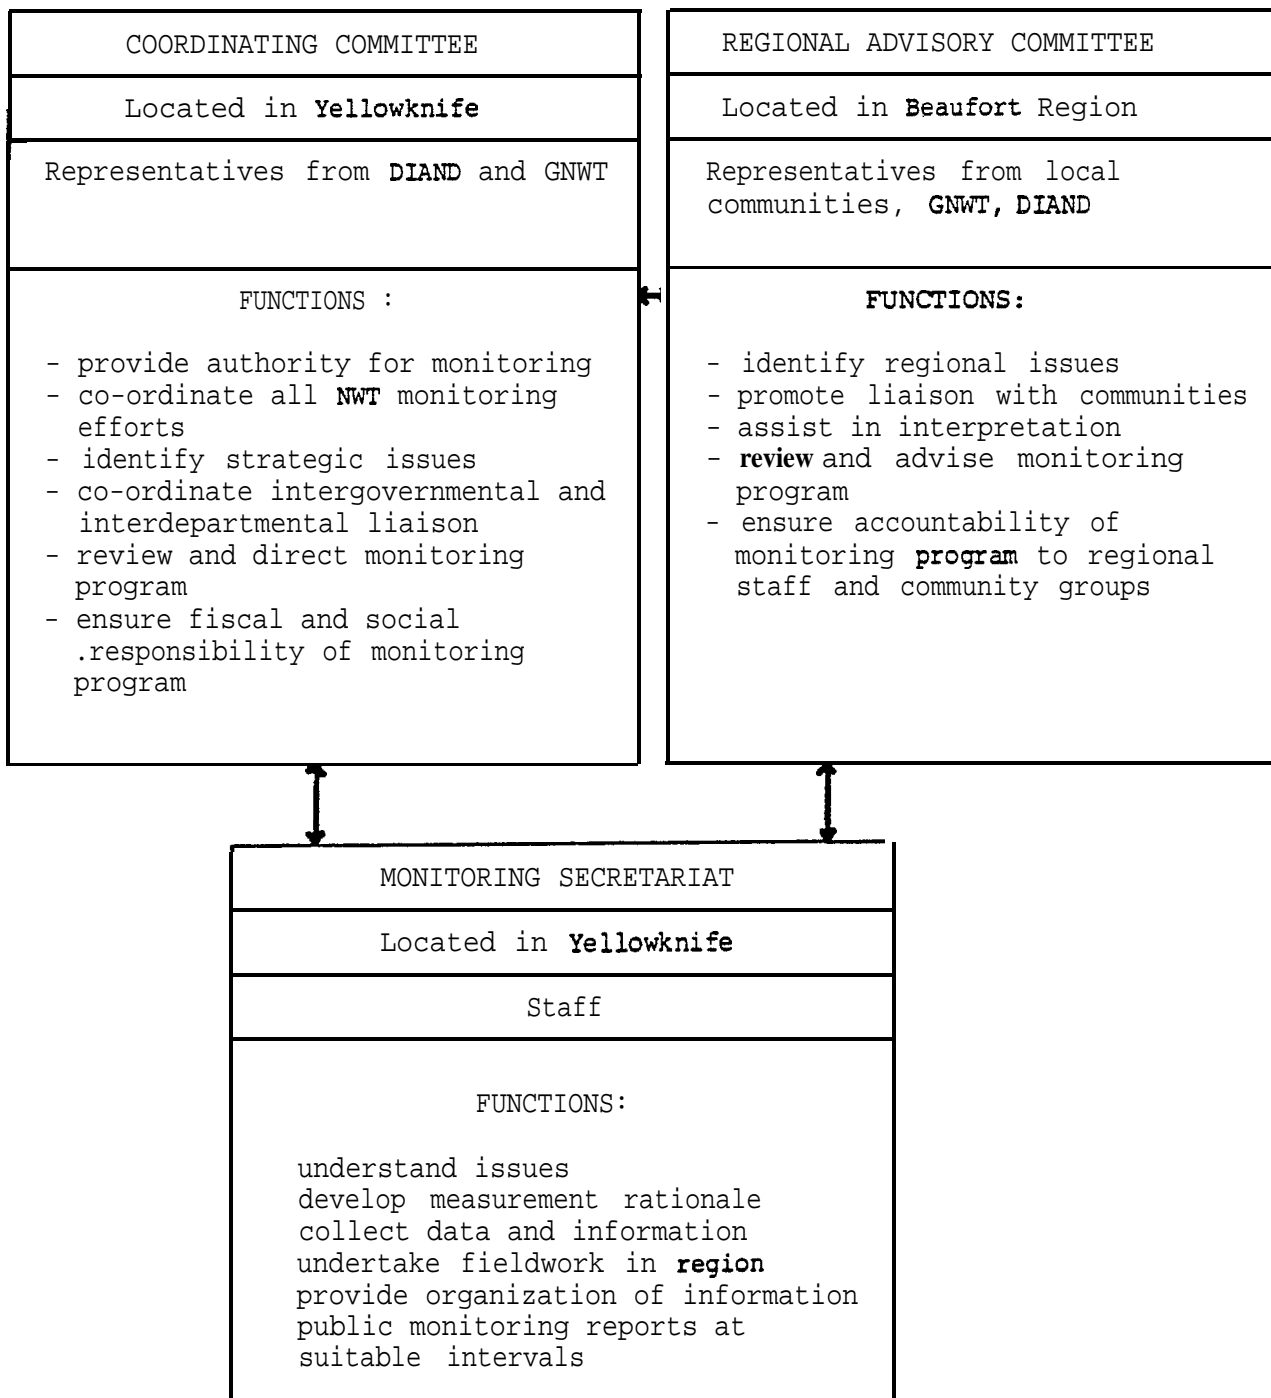 COORDINATING COMMITTEE
Located in Yellowknife
Representatives from DIAND and GNWT
FUNCTIONS :
- provide authority for monitoring
- co-ordinate all NWT monitoring
efforts
- identify strategic issues
- co-ordinate intergovernmental and
interdepartmental liaison
- review and direct monitoring
program
- ensure fiscal and social
.responsibility of monitoring
program
REGIONAL ADVISORY COMMITTEE
Located in Beaufort Region
Representatives from local
communities, GNWT, DIAND
FUNCTIONS:
- identify regional issues
- promote liaison with communities
- assist in interpretation
- review and advise monitoring
program
- ensure accountability of
monitoring program to regional
staff and community groups
MONITORING SECRETARIAT
Located in Yellowknife
Staff
FUNCTIONS:
understand issues
develop measurement rationale
collect data and information
undertake fieldwork in region
provide organization of information
public monitoring reports at
suitable intervals